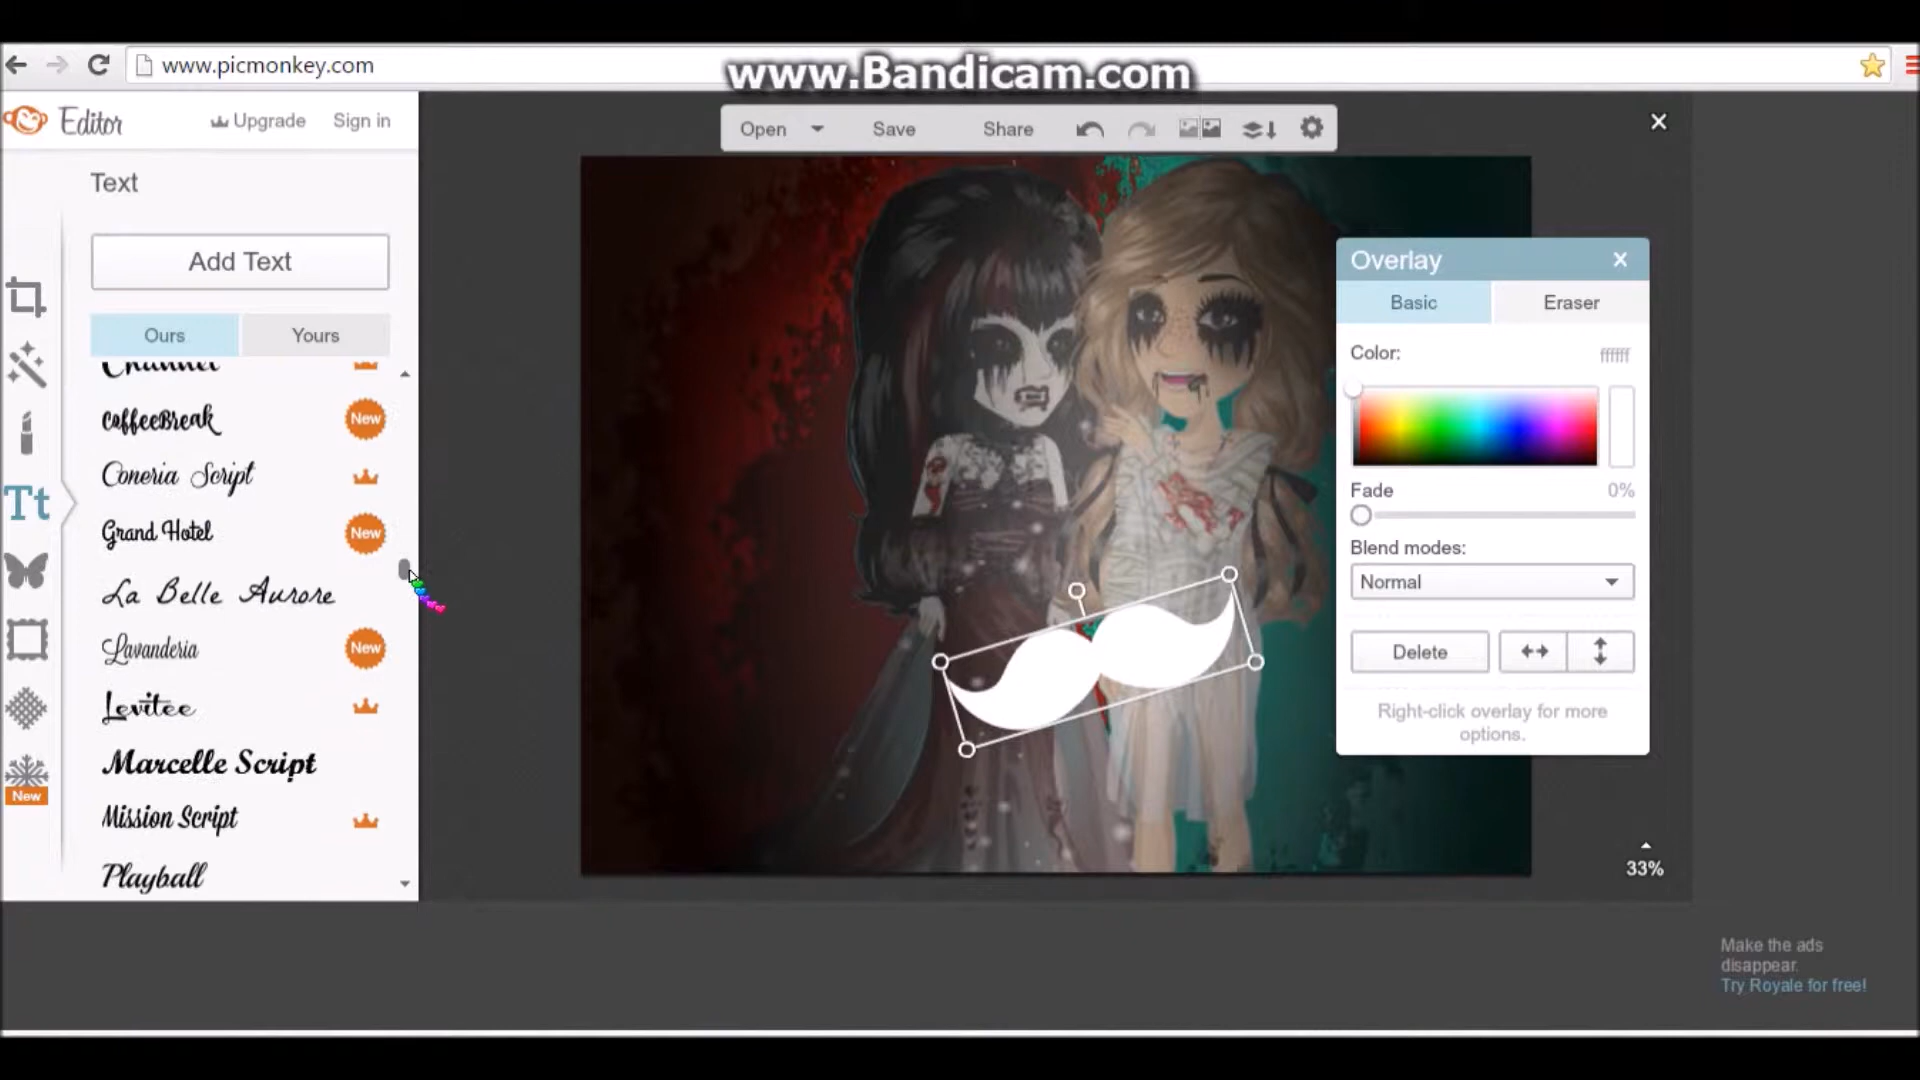 www.picmonkey.com
www.Bandicam.com
Editor
Upgrade
Sign in
Open
Save
Share
Text
Add Text
Ours
Yours
Channel
CoffeeBreak
New
Coneria Script
Grand Hotel
New
La Belle Aurore
Lavanderia
New
Levitee
Marcelle Script
Mission Script
Playball
Tt
New
Overlay
Basic
Eraser
Color:
ffffff
Fade
0%
Blend modes:
Normal
Delete
Right-click overlay for more
options.
33%
Make the ads
disappear.
Try Royale for free!